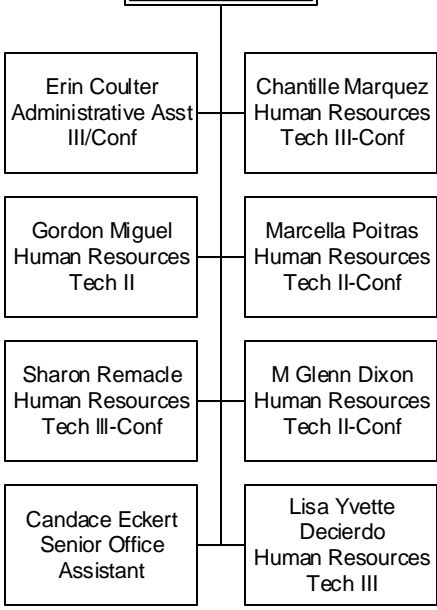 Erin Coulter
Administrative Asst
III/Conf
Chantille Marquez
Human Resources
Tech III-Conf
Gordon Miguel
Human Resources
Tech II
Marcella Poitras
Human Resources
Tech II-Conf
Sharon Remacle
Human Resources
Tech III-Conf
M Glenn Dixon
Human Resources
Tech II-Conf
Candace Eckert
Senior Office
Assistant
Lisa Yvette
Decierdo
Human Resources
Tech III